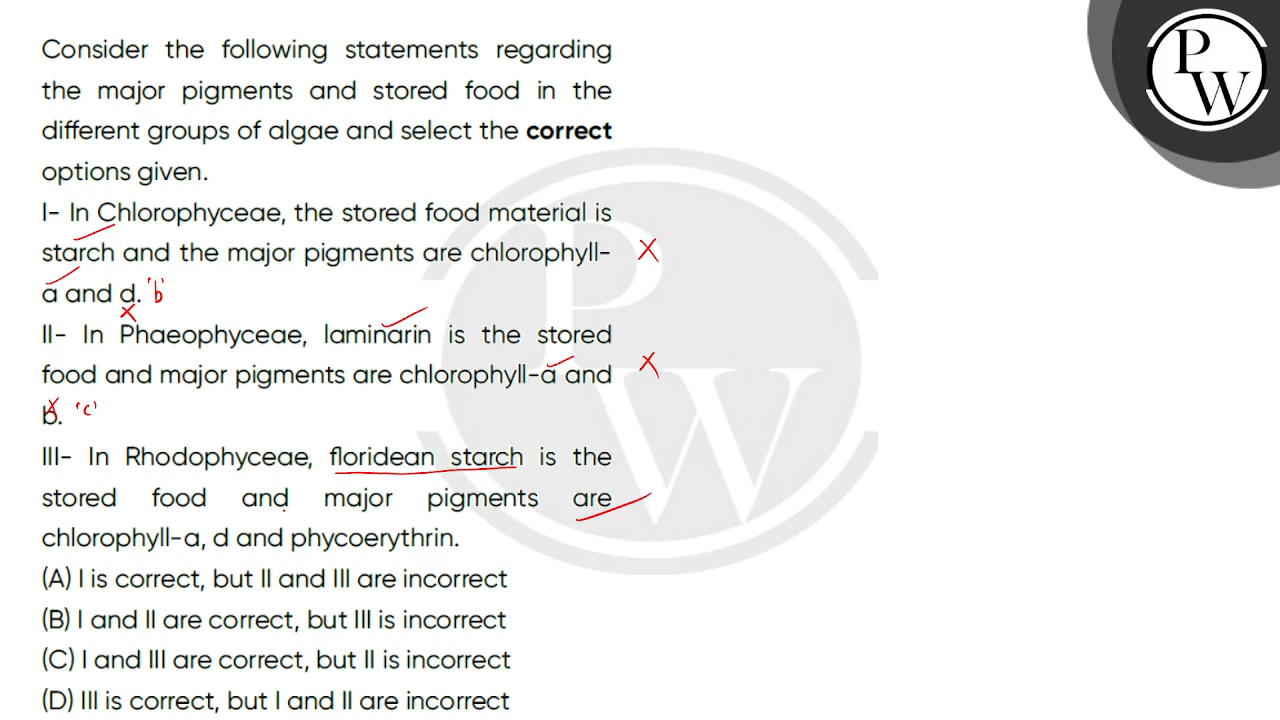 P
W
Consider the following statements regarding
the major pigments and stored food in the
different groups of algae and select the correct
options given.
I- In Chlorophyceae, the stored food material is
starch and the major pigments are chlorophyll-
a and d. 'b'
II- In Phaeophyceae, laminarin is the stored
food and major pigments are chlorophyll-a and
b. 'c'
III- In Rhodophyceae, floridean starch is the
stored food and major pigments are
chlorophyll-a, d and phycoerythrin.
(A) I is correct, but II and III are incorrect
(B) I and II are correct, but III is incorrect
(C) I and III are correct, but II is incorrect
(D) III is correct, but I and II are incorrect